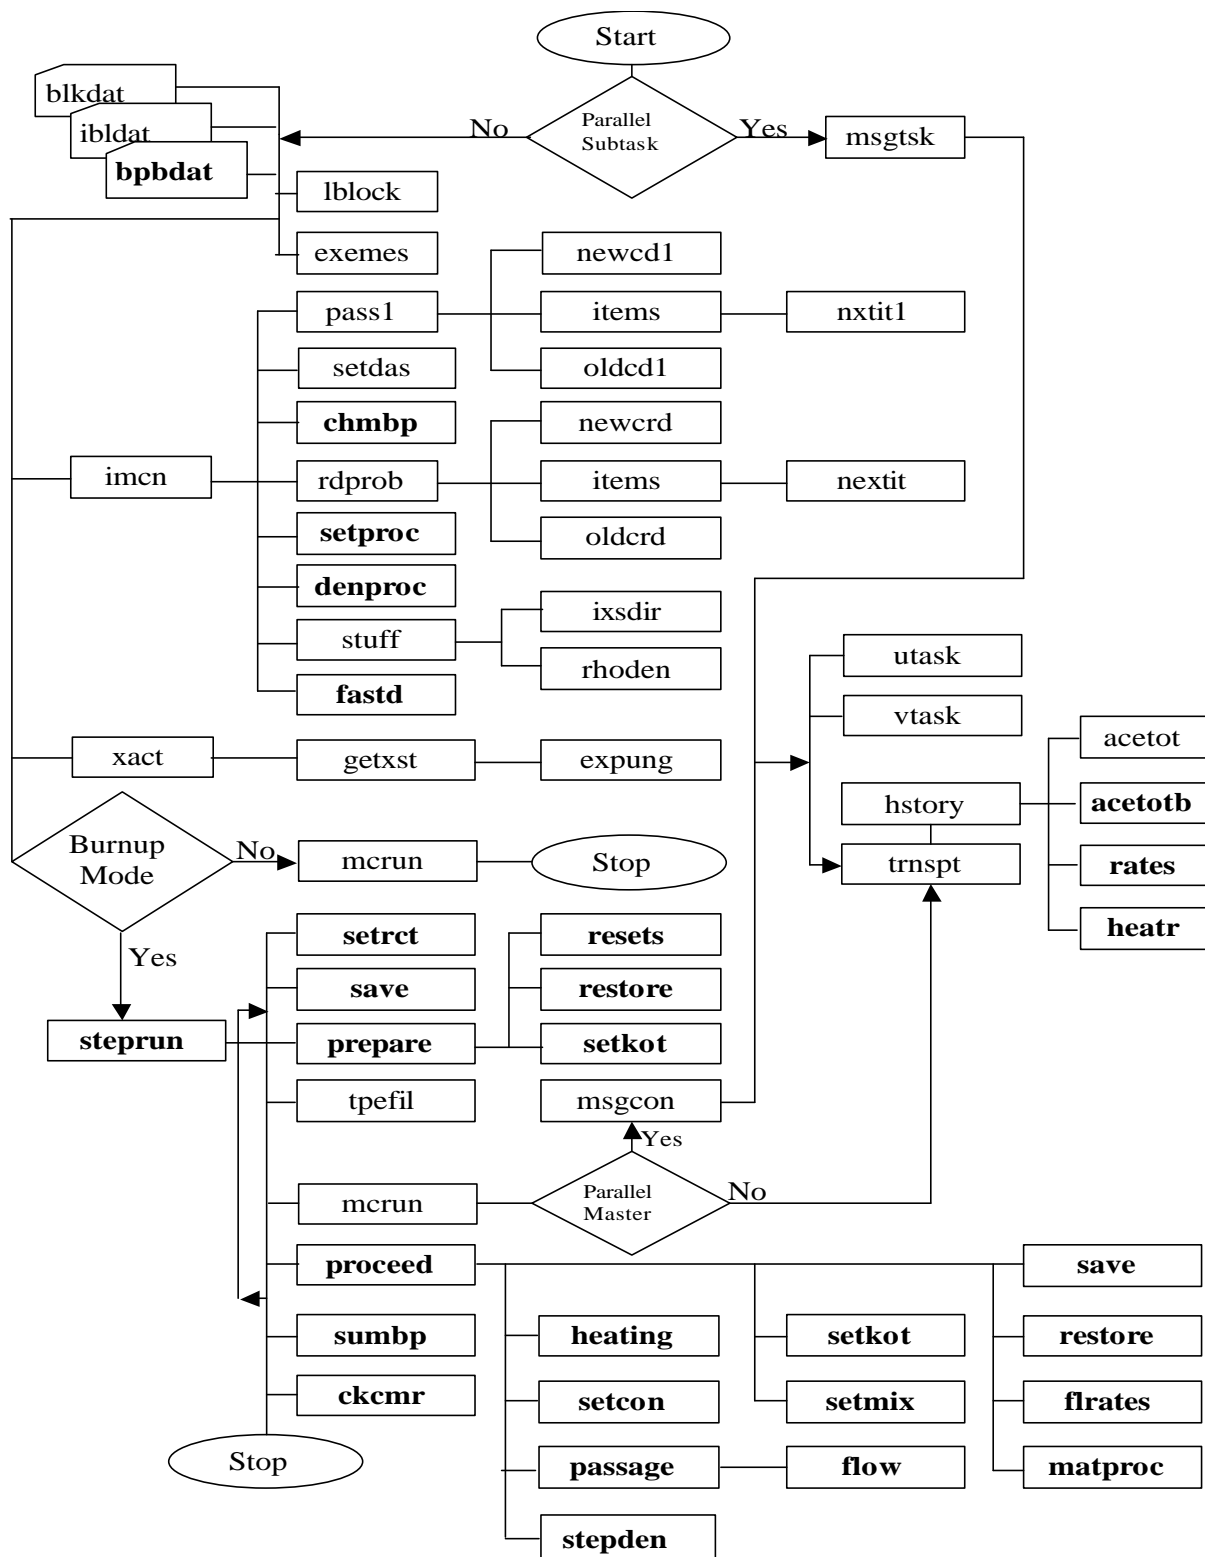 Start
blkdat
ibldat
bpbdat
No
Parallel
Subtask
Yes
msgtsk
lblock
exemes
newcd1
pass1
items
nxtit1
setdas
oldcd1
chmbp
newcrd
imcn
rdprob
items
nextit
setproc
oldcrd
denproc
ixsdir
stuff
rhoden
utask
fastd
vtask
xact
getxst
expung
acetot
hstory
acetotb
Burnup
Mode
No
mcrun
Stop
trnspt
rates
heatr
Yes
setrct
resets
save
restore
steprun
prepare
setkot
tpefil
msgcon
Yes
mcrun
Parallel
Master
No
proceed
save
sumbp
heating
setkot
restore
ckcmr
setcon
setmix
flrates
Stop
passage
flow
matproc
stepden